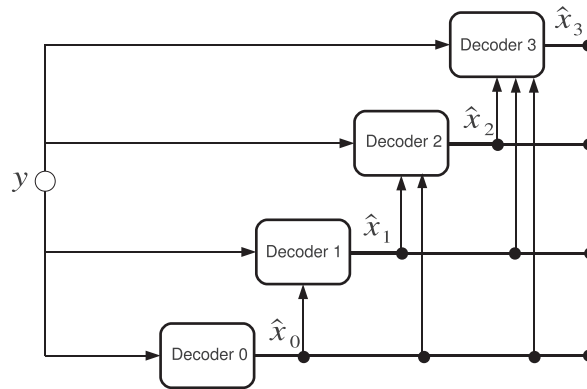 x̂₃
Decoder 3
x̂₂
Decoder 2
y
x̂₁
Decoder 1
x̂₀
Decoder 0